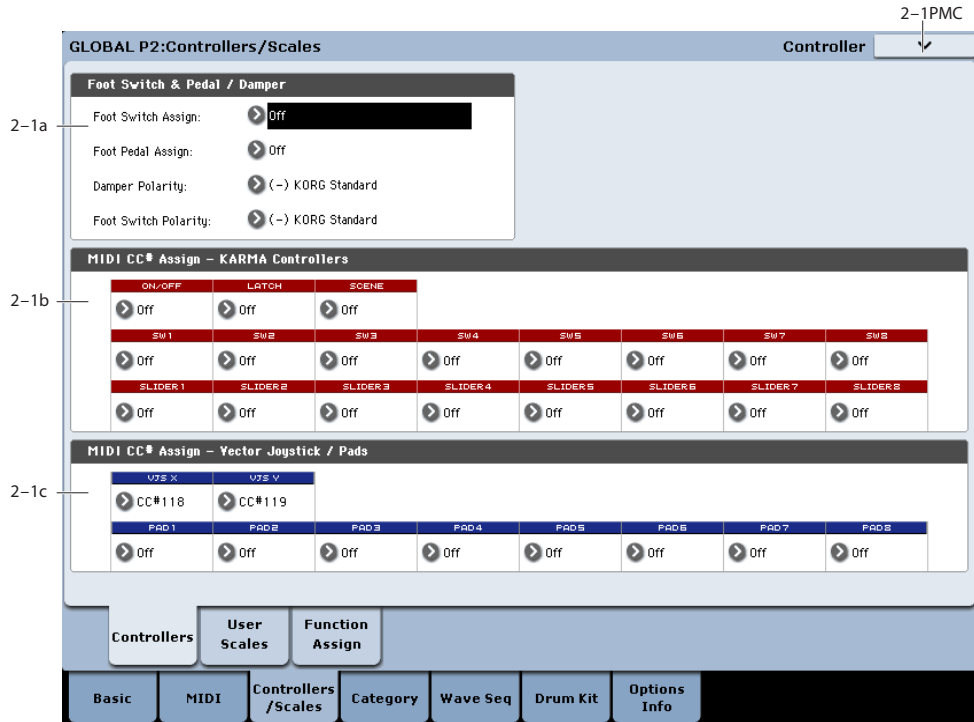 2–1PMC
GLOBAL P2:Controllers/Scales
Controller
Foot Switch & Pedal / Damper
2–1a
Foot Switch Assign: Off
Foot Pedal Assign: Off
Damper Polarity: (-) KORG Standard
Foot Switch Polarity: (-) KORG Standard
MIDI CC# Assign - KARMA Controllers
2–1b
ON/OFF LATCH SCENE
Off Off Off
SW1 SW2 SW3 SW4 SW5 SW6 SW7 SW8
Off Off Off Off Off Off Off Off
SLIDER1 SLIDER2 SLIDER3 SLIDER4 SLIDER5 SLIDER6 SLIDER7 SLIDER8
Off Off Off Off Off Off Off Off
MIDI CC# Assign - Vector Joystick / Pads
2–1c
VJS X VJS Y
CC#118 CC#119
PAD1 PAD2 PAD3 PAD4 PAD5 PAD6 PAD7 PAD8
Off Off Off Off Off Off Off Off
Controllers
User
Scales
Function
Assign
Basic
MIDI
Controllers
/Scales
Category
Wave Seq
Drum Kit
Options
Info